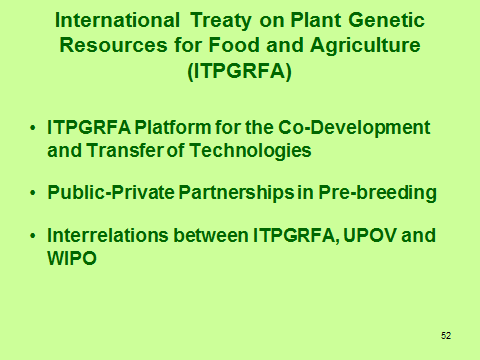 International Treaty on Plant Genetic
Resources for Food and Agriculture
(ITPGRFA)
• ITPGRFA Platform for the Co-Development
and Transfer of Technologies
• Public-Private Partnerships in Pre-breeding
• Interrelations between ITPGRFA, UPOV and
WIPO
52